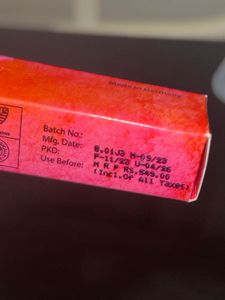 Batch No.:
Mfg. Date: B.01J3 M-09/23
PKD: F-11/23 U-04/26
Use Before: M R P Rs.549.00
(Incl.Of All Taxes)